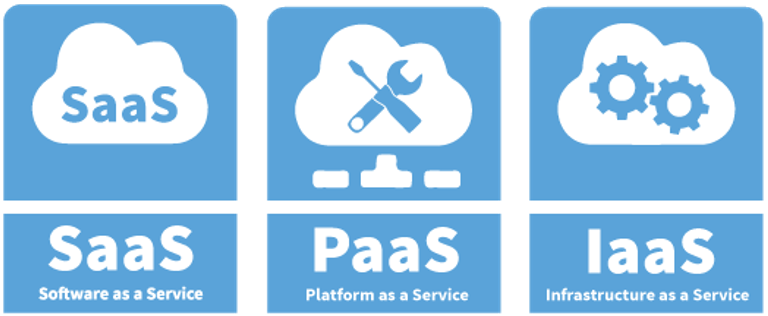 SaaS
SaaS
Software as a Service
PaaS
Platform as a Service
IaaS
Infrastructure as a Service